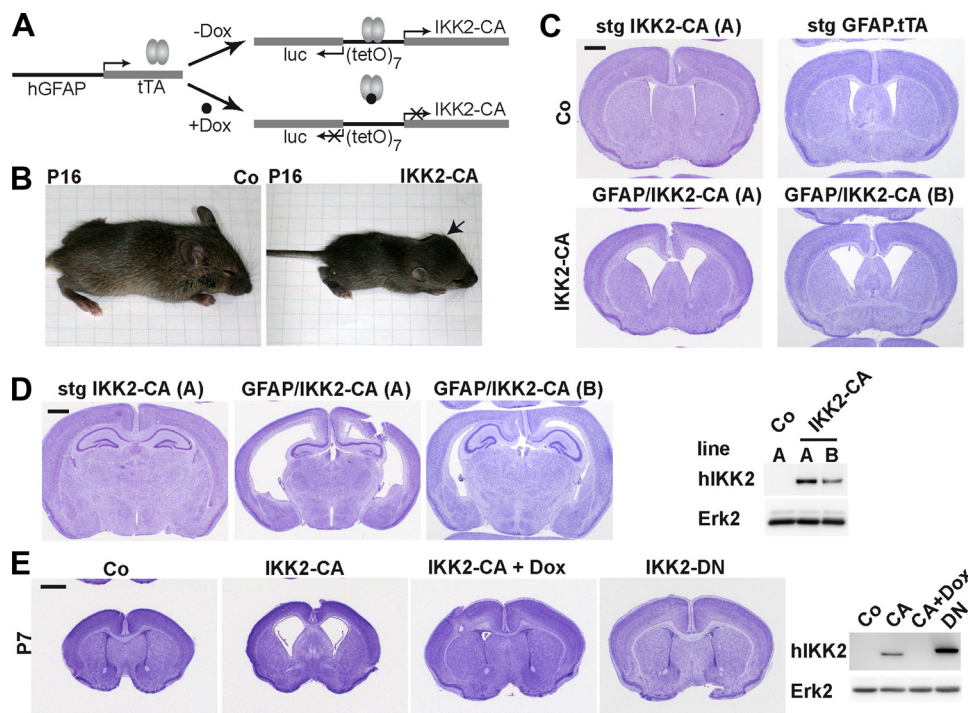 A
-Dox
IKK2-CA
luc (tetO)7
hGFAP tTA
+Dox
IKK2-CA
luc (tetO)7
B
P16 Co P16 IKK2-CA
C
stg IKK2-CA (A) stg GFAP.tTA
Co
GFAP/IKK2-CA (A) GFAP/IKK2-CA (B)
IKK2-CA
D
stg IKK2-CA (A) GFAP/IKK2-CA (A) GFAP/IKK2-CA (B)
Co IKK2-CA
line A A B
hIKK2
Erk2
E
Co IKK2-CA IKK2-CA + Dox IKK2-DN
P7
Co CA CA+Dox DN
hIKK2
Erk2